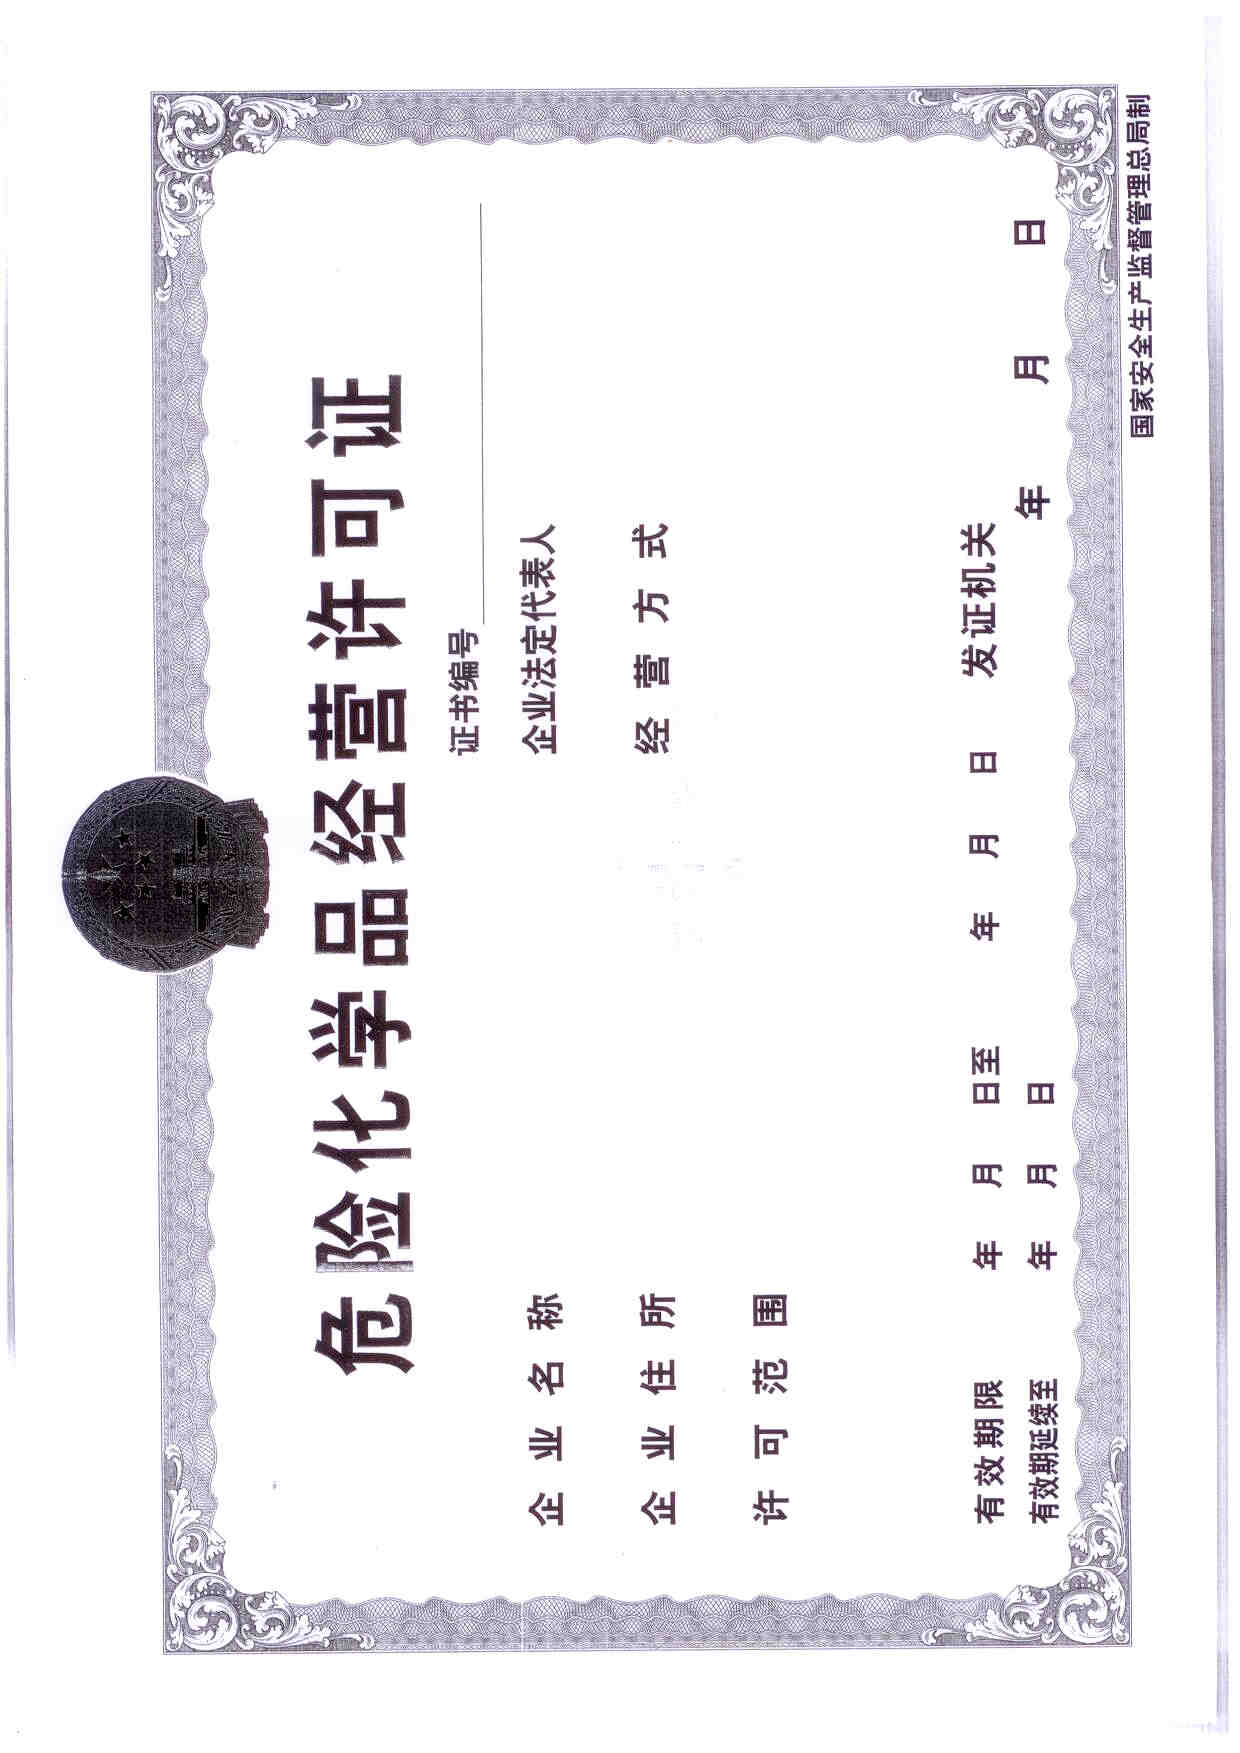 危险化学品经营许可证
证书编号
企业名称 企业法定代表人
企业住所 经营方式
许可范围
有效期限 年 月 日至 年 月 日 发证机关
有效期延续至 年 月 日 年 月 日
国家安全生产监督管理总局制